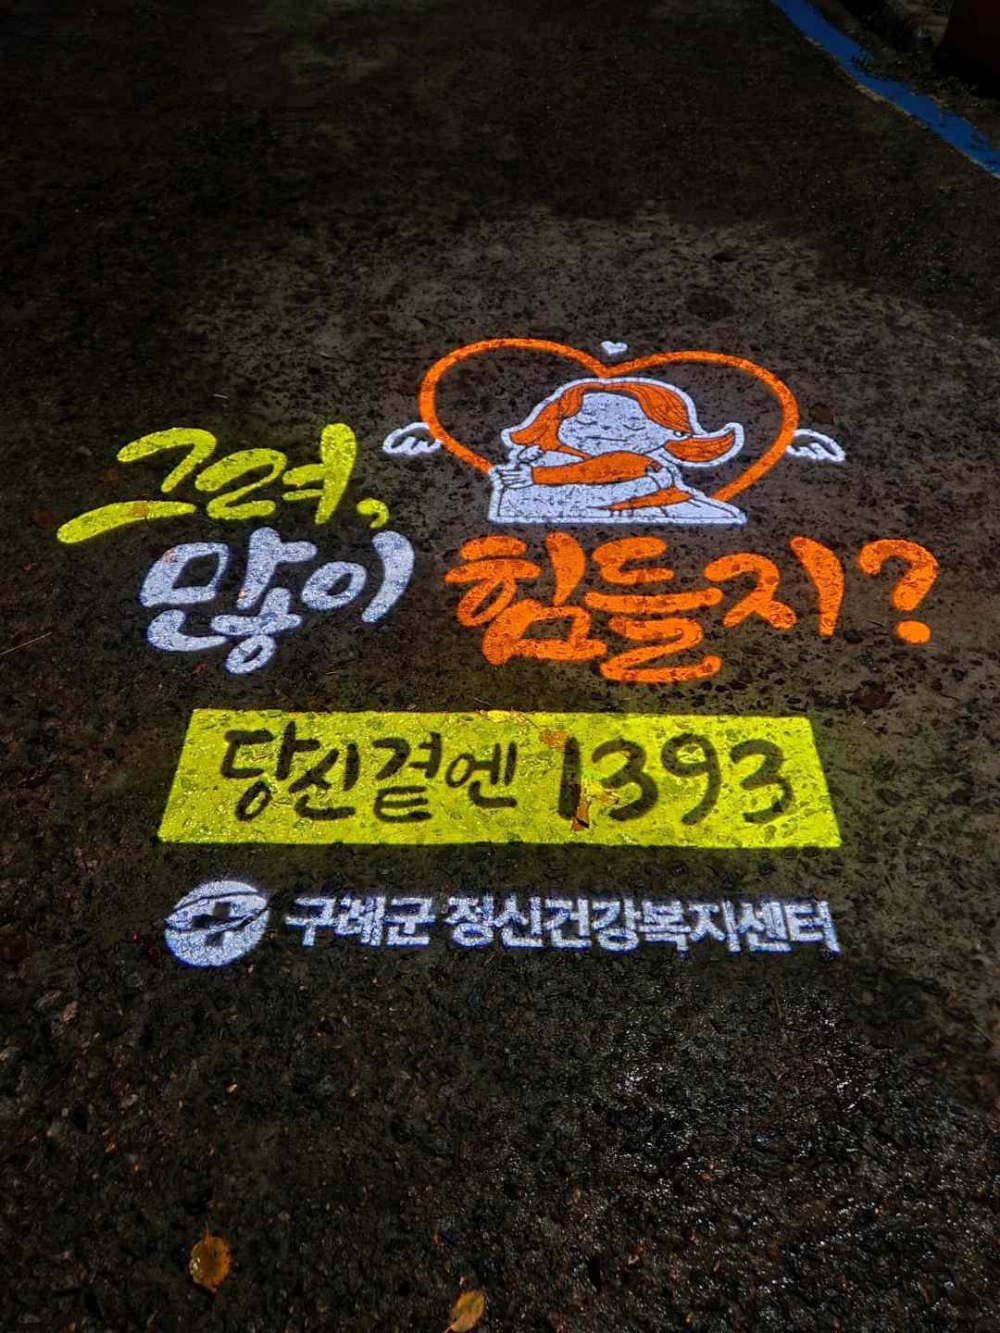 그려,
많이 힘들지?
당신곁엔 1393
구례군 정신건강복지센터